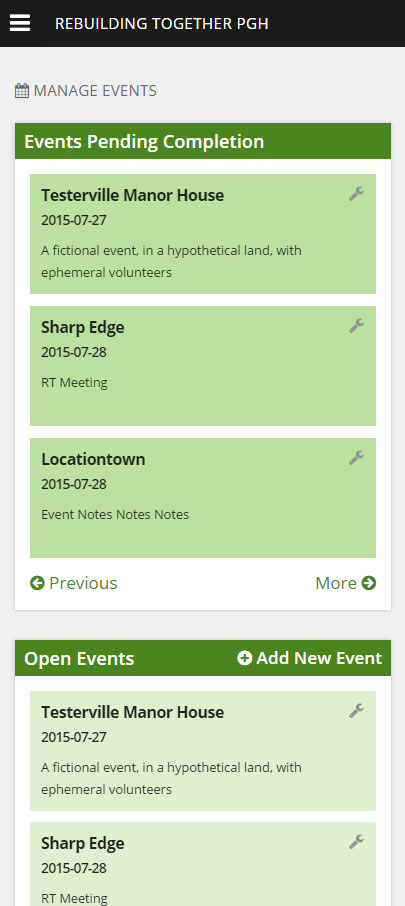 REBUILDING TOGETHER PGH
MANAGE EVENTS
Events Pending Completion
Testerville Manor House
2015-07-27
A fictional event, in a hypothetical land, with
ephemeral volunteers
Sharp Edge
2015-07-28
RT Meeting
Locationtown
2015-07-28
Event Notes Notes Notes
Previous More
Open Events Add New Event
Testerville Manor House
2015-07-27
A fictional event, in a hypothetical land, with
ephemeral volunteers
Sharp Edge
2015-07-28
RT Meeting